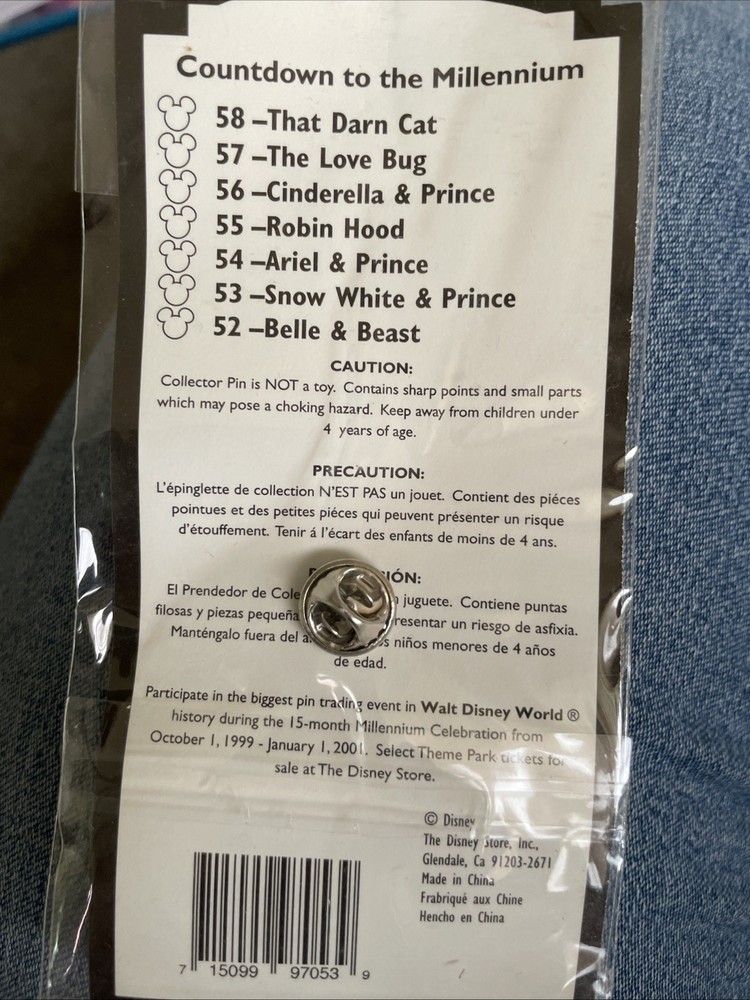 Countdown to the Millennium
58 –That Darn Cat
57 –The Love Bug
56 –Cinderella & Prince
55 –Robin Hood
54 –Ariel & Prince
53 –Snow White & Prince
52 –Belle & Beast
CAUTION:
Collector Pin is NOT a toy. Contains sharp points and small parts
which may pose a choking hazard. Keep away from children under
4 years of age.
PRECAUTION:
L'épinglette de collection N'EST PAS un jouet. Contient des piéces
pointues et des petites piéces qui peuvent présenter un risque
d'étouffement. Tenir á l'écart des enfants de moins de 4 ans.
El Prendedor de juguete. Contiene puntas
filosas y piezas un riesgo de asfixia.
Manténgalo fuera del niños menores de 4 años
de edad.
Participate in the biggest pin trading event in Walt Disney World ®
history during the 15-month Millennium Celebration from
October 1, 1999 - January 1, 2001. Select Theme Park tickets for
sale at The Disney Store.
© Disney
The Disney Store, Inc.,
Glendale, Ca 91203-2671
Made in China
Frabriqué aux Chine
Hencho en China
7 15099 97053 9